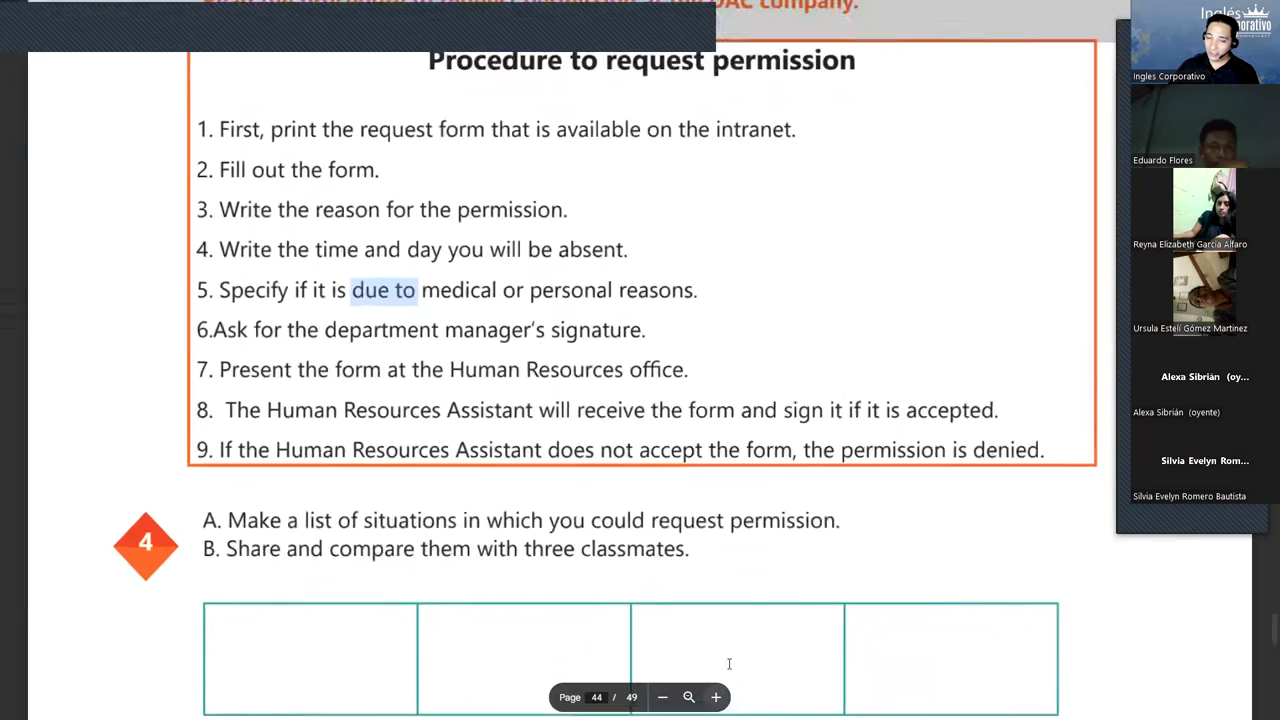 DAC company.
Procedure to request permission
1. First, print the request form that is available on the intranet.
2. Fill out the form.
3. Write the reason for the permission.
4. Write the time and day you will be absent.
5. Specify if it is due to medical or personal reasons.
6.Ask for the department manager's signature.
7. Present the form at the Human Resources office.
8. The Human Resources Assistant will receive the form and sign it if it is accepted.
9. If the Human Resources Assistant does not accept the form, the permission is denied.
4
A. Make a list of situations in which you could request permission.
B. Share and compare them with three classmates.
Page 44 / 49
Inglés
Ingles Corporativo
Eduardo Flores
Reyna Elizabeth Garcia Alfaro
Ursula Estelí Gómez Martinez
Alexa Sibrián (oy...
Alexa Sibrián (oyente)
Silvia Evelyn Rom...
Silvia Evelyn Romero Bautista